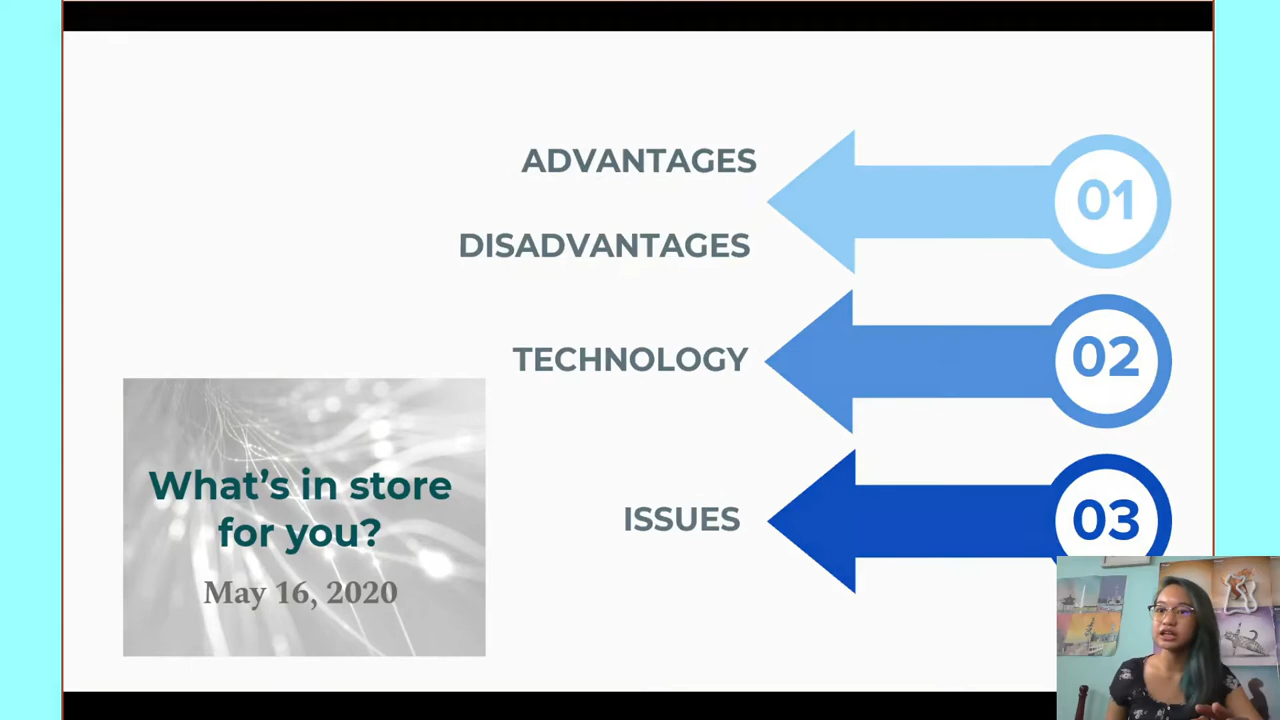 ADVANTAGES
DISADVANTAGES
01
TECHNOLOGY
02
ISSUES
03
What's in store
for you?
May 16, 2020